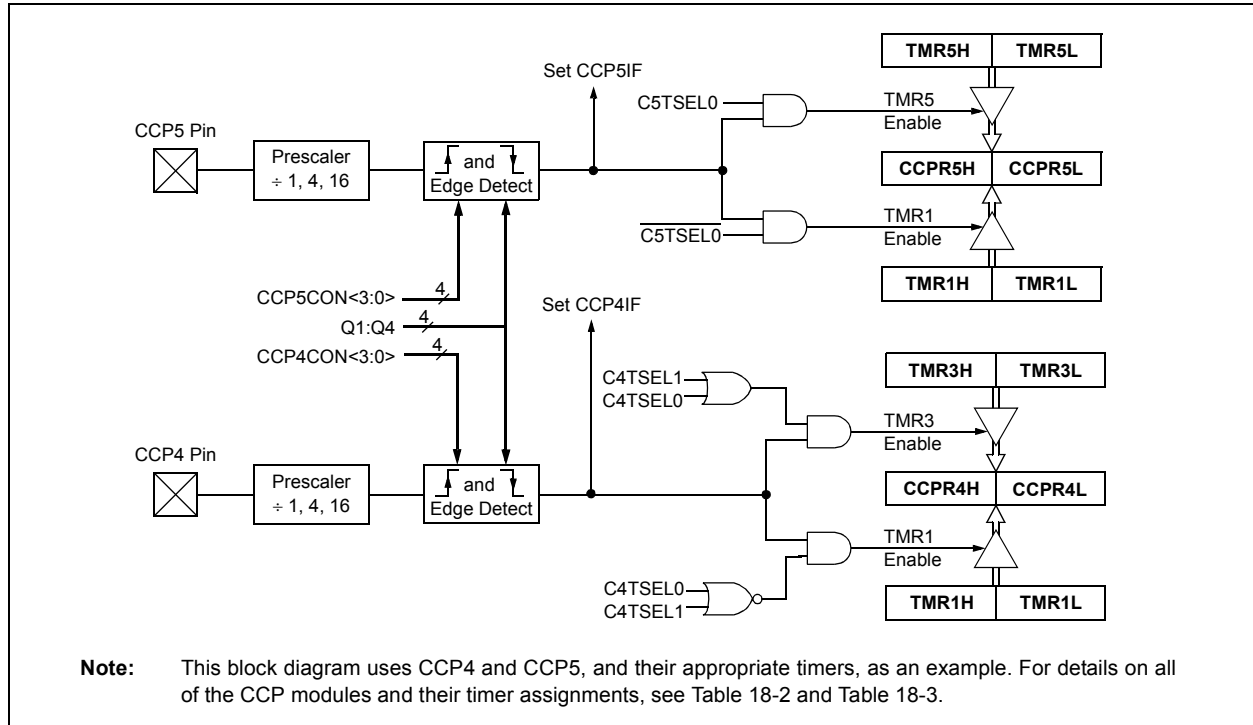 TMR5H TMR5L
Set CCP5IF
C5TSEL0
TMR5
Enable
CCP5 Pin
Prescaler
÷ 1, 4, 16
and
Edge Detect
CCPR5H CCPR5L
C5TSEL0
TMR1
Enable
TMR1H TMR1L
CCP5CON<3:0>
4
Q1:Q4
4
CCP4CON<3:0>
4
Set CCP4IF
TMR3H TMR3L
C4TSEL1
C4TSEL0
TMR3
Enable
CCP4 Pin
Prescaler
÷ 1, 4, 16
and
Edge Detect
CCPR4H CCPR4L
TMR1
Enable
C4TSEL0
C4TSEL1
TMR1H TMR1L
Note: This block diagram uses CCP4 and CCP5, and their appropriate timers, as an example. For details on all
of the CCP modules and their timer assignments, see Table 18-2 and Table 18-3.